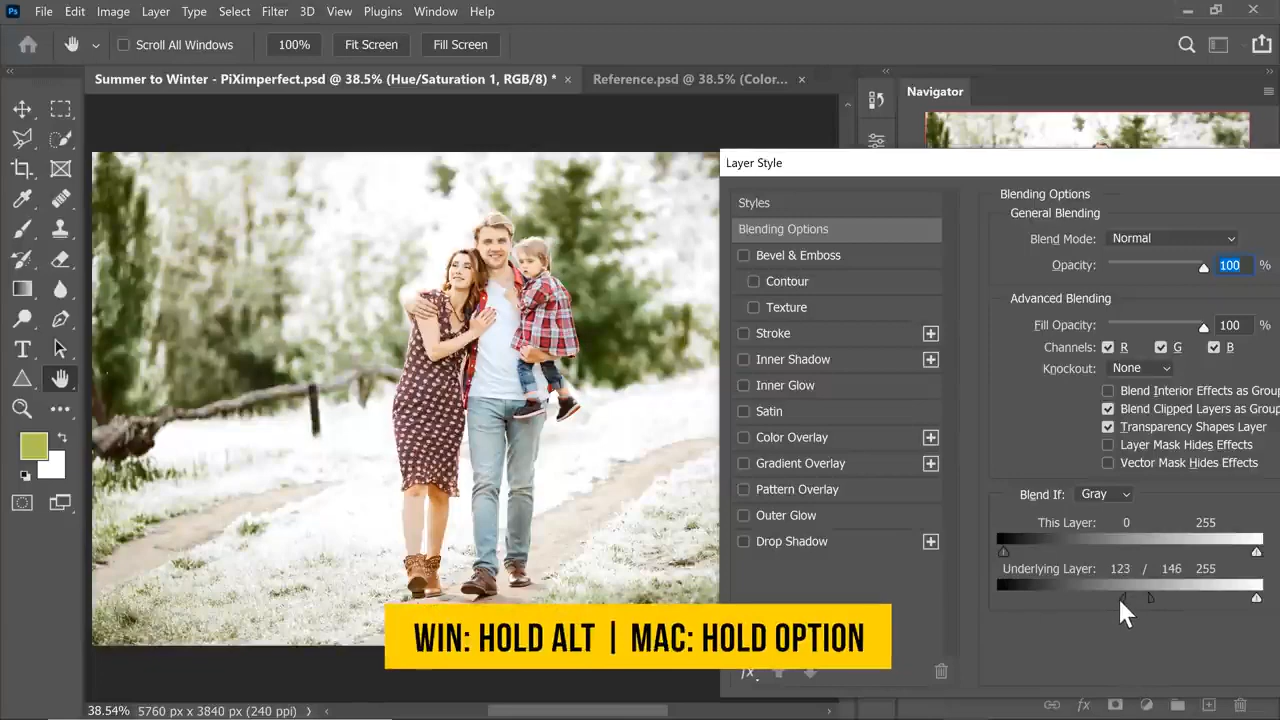 Ps File Edit Image Layer Type Select Filter 3D View Plugins Window Help
Scroll All Windows 100% Fit Screen Fill Screen
Summer to Winter - PiXimperfect.psd @ 38.5% (Hue/Saturation 1, RGB/8) * × Reference.psd @ 38.5% (Color... ×
Navigator
Layer Style
Styles
Blending Options
Bevel & Emboss
Contour
Texture
Stroke
Inner Shadow
Inner Glow
Satin
Color Overlay
Gradient Overlay
Pattern Overlay
Outer Glow
Drop Shadow
fx
Blending Options
General Blending
Blend Mode: Normal
Opacity: 100 %
Advanced Blending
Fill Opacity: 100 %
Channels: R G B
Knockout: None
Blend Interior Effects as Group
Blend Clipped Layers as Group
Transparency Shapes Layer
Layer Mask Hides Effects
Vector Mask Hides Effects
Blend If: Gray
This Layer: 0 255
Underlying Layer: 123 / 146 255
WIN: HOLD ALT | MAC: HOLD OPTION
38.54% 5760 px x 3840 px (240 ppi)
fx